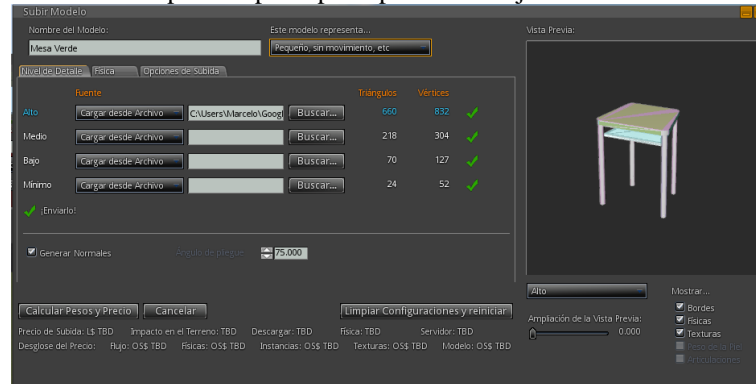 Subir Modelo
Nombre del Modelo: Este modelo representa... Vista Previa:
Mesa Verde Pequeño, sin movimiento, etc
Nivel de Detalle Física Opciones de Subida
Fuente Triángulos Vértices
Alto Cargar desde Archivo C:\Users\Marcelo\Googl Buscar... 660 832
Medio Cargar desde Archivo Buscar... 218 304
Bajo Cargar desde Archivo Buscar... 70 127
Mínimo Cargar desde Archivo Buscar... 24 52
¡Enviarlo!
Generar Normales Ángulo de pliegue: 75.000
Alto Mostrar...
Calcular Pesos y Precio Cancelar Limpiar Configuraciones y reiniciar Bordes
Ampliación de la Vista Previa: Físicas
0.000 Texturas
Precio de Subida: L$ TBD Impacto en el Terreno: TBD Descargar: TBD Física: TBD Servidor: TBD
Desglose del Precio: Flujo: OS$ TBD Físicas: OS$ TBD Instancias: OS$ TBD Texturas: OS$ TBD Modelo: OS$ TBD
Peso de la Piel
Articulaciones